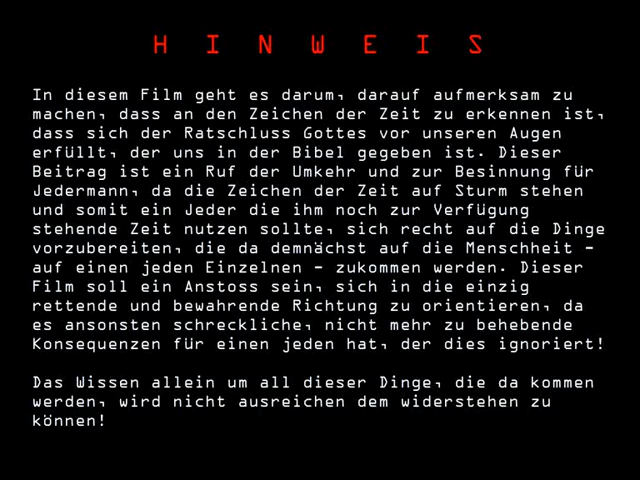 H I N W E I S
In diesem Film geht es darum, darauf aufmerksam zu
machen, dass an den Zeichen der Zeit zu erkennen ist,
dass sich der Ratschluss Gottes vor unseren Augen
erfüllt, der uns in der Bibel gegeben ist. Dieser
Beitrag ist ein Ruf der Umkehr und zur Besinnung für
Jedermann, da die Zeichen der Zeit auf Sturm stehen
und somit ein Jeder die ihm noch zur Verfügung
stehende Zeit nutzen sollte, sich recht auf die Dinge
vorzubereiten, die da demnächst auf die Menschheit -
auf einen jeden Einzelnen - zukommen werden. Dieser
Film soll ein Anstoss sein, sich in die einzig
rettende und bewahrende Richtung zu orientieren, da
es ansonsten schreckliche, nicht mehr zu behebende
Konsequenzen für einen jeden hat, der dies ignoriert!
Das Wissen allein um all dieser Dinge, die da kommen
werden, wird nicht ausreichen dem widerstehen zu
können!